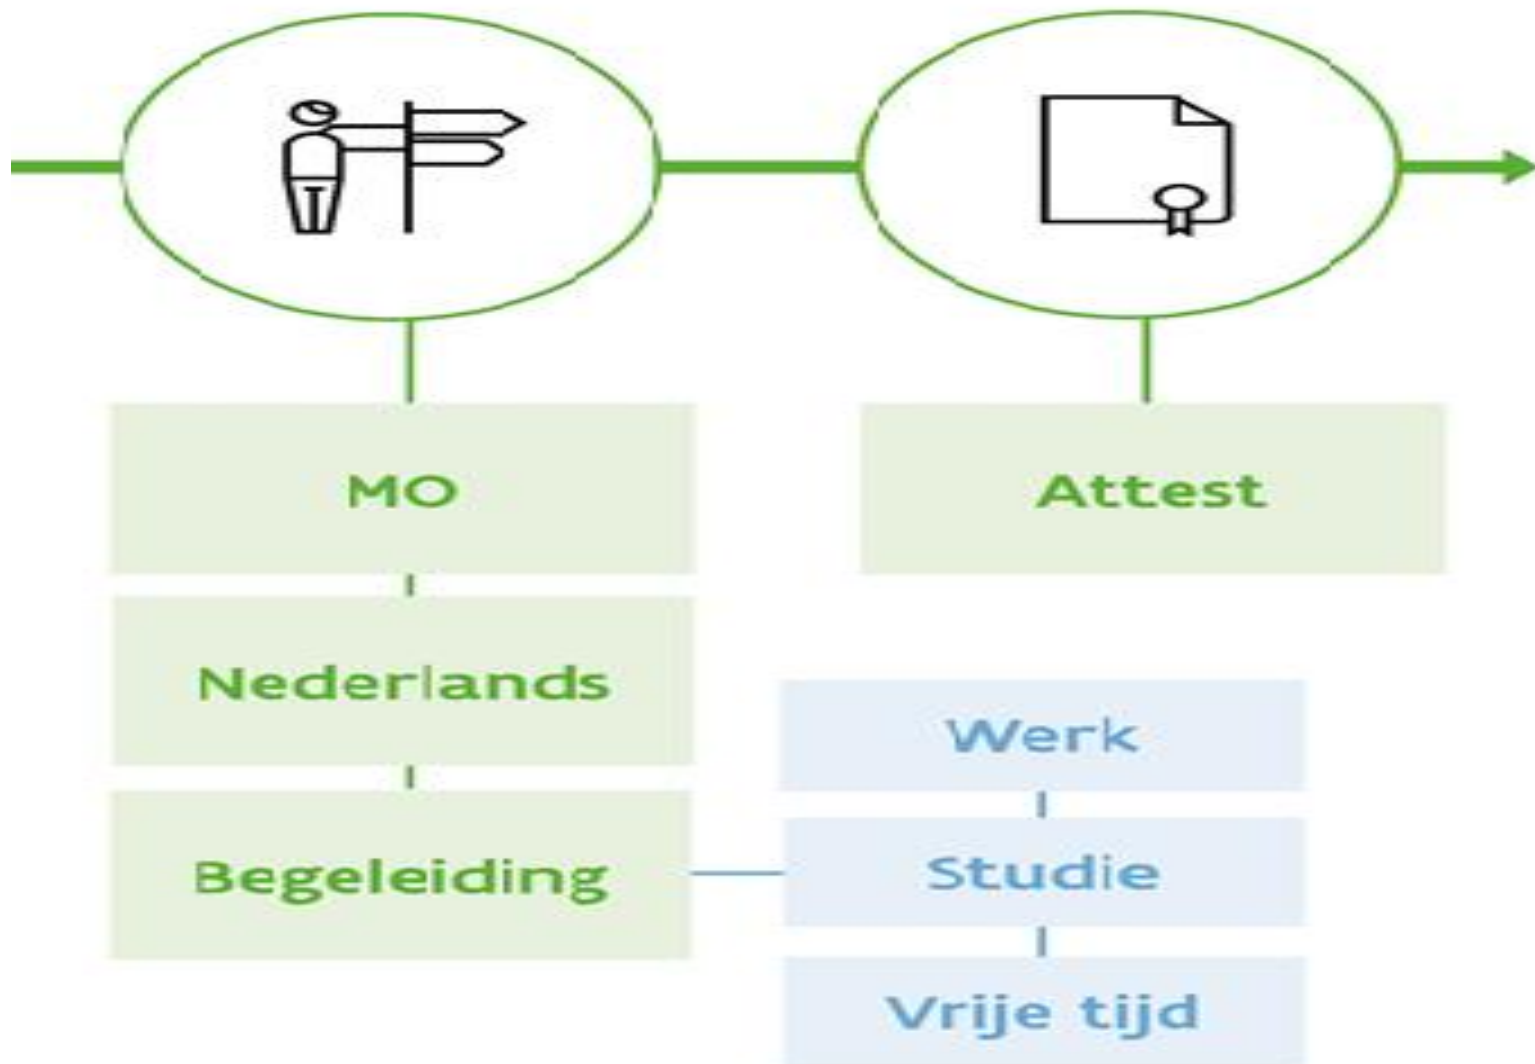 MO
Attest
Nederlands
Begeleiding
Werk
Studie
Vrije tijd